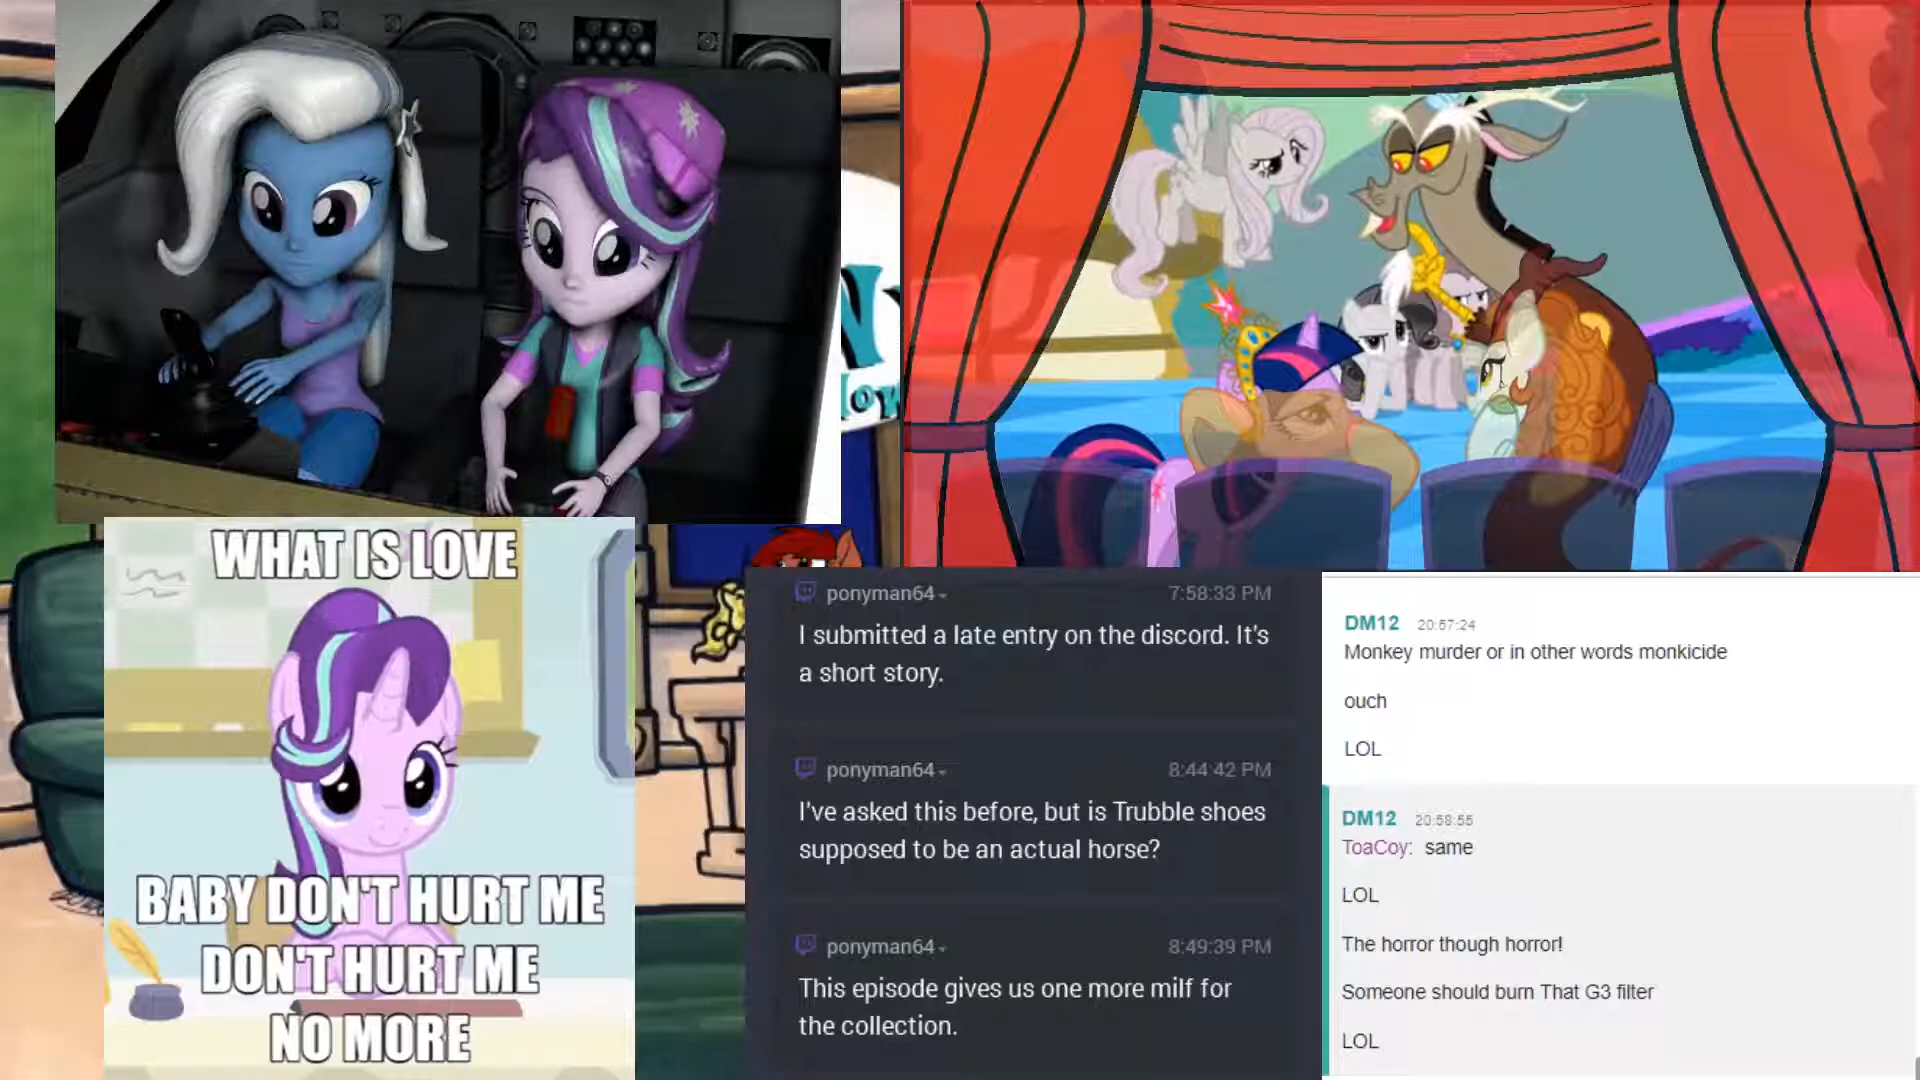 WHAT IS LOVE
BABY DON'T HURT ME
DON'T HURT ME
NO MORE
ponyman64
7:58:33 PM
I submitted a late entry on the discord. It's
a short story.
ponyman64
8:44:42 PM
I've asked this before, but is Trubble shoes
supposed to be an actual horse?
ponyman64
8:49:39 PM
This episode gives us one more milf for
the collection.
DM12 20:57:24
Monkey murder or in other words monkicide
ouch
LOL
DM12 20:58:55
ToaCoy: same
LOL
The horror though horror!
Someone should burn That G3 filter
LOL